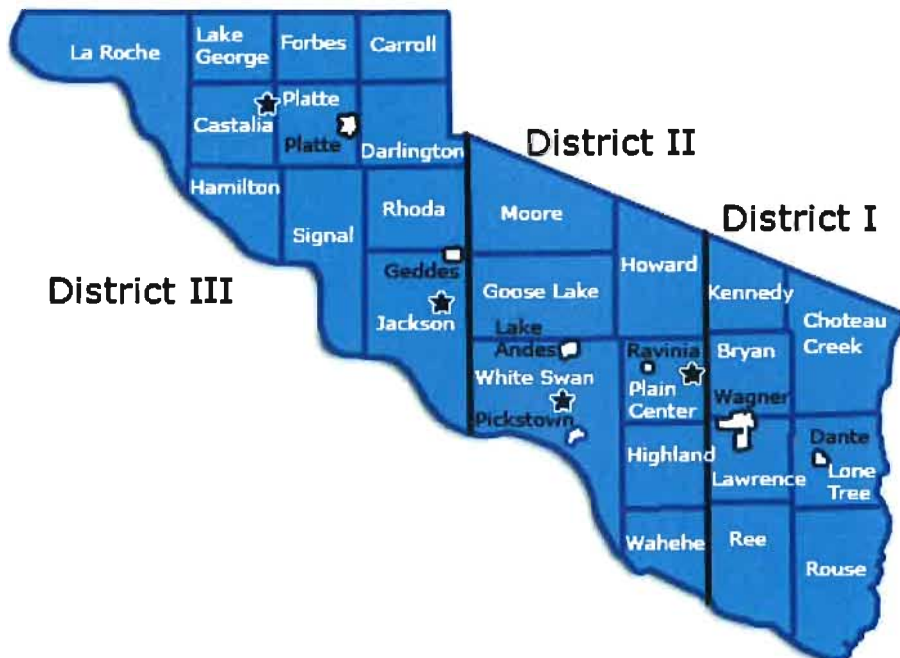 La Roche
Lake
George
Forbes
Carroll
Platte
Castalia
Platte
Darlington
District II
Hamilton
Rhoda
Moore
District I
Signal
Howard
Geddes
District III
Goose Lake
Kennedy
Jackson
Choteau
Creek
Lake
Andes
Ravinia
Bryan
White Swan
Plain
Center
Wagner
Pickstown
Dante
Highland
Lawrence
Lone
Tree
Wahehe
Ree
Rouse